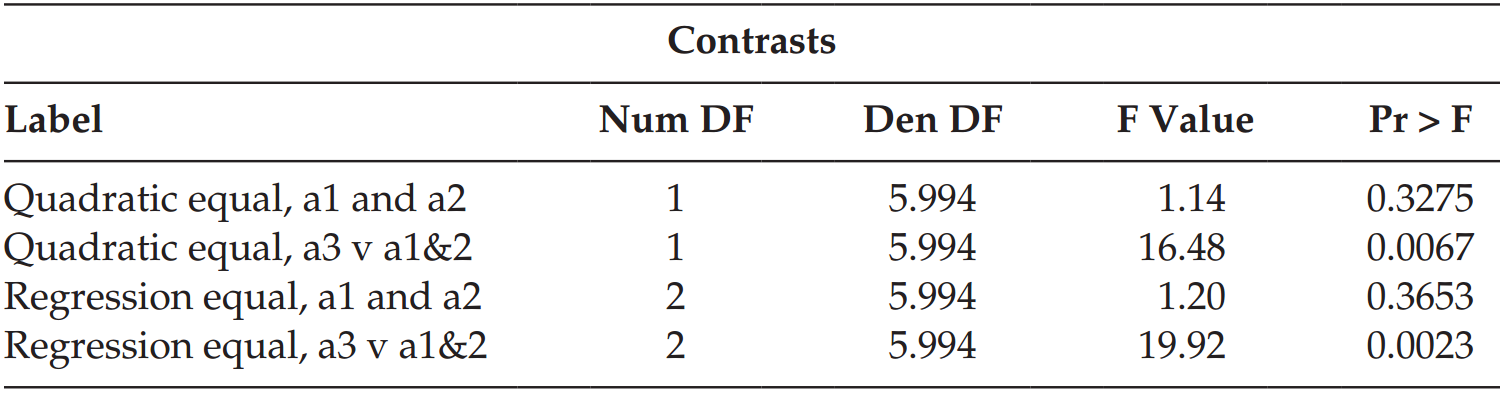 Contrasts
Label Num DF Den DF F Value Pr > F
Quadratic equal, a1 and a2 1 5.994 1.14 0.3275
Quadratic equal, a3 v a1&2 1 5.994 16.48 0.0067
Regression equal, a1 and a2 2 5.994 1.20 0.3653
Regression equal, a3 v a1&2 2 5.994 19.92 0.0023